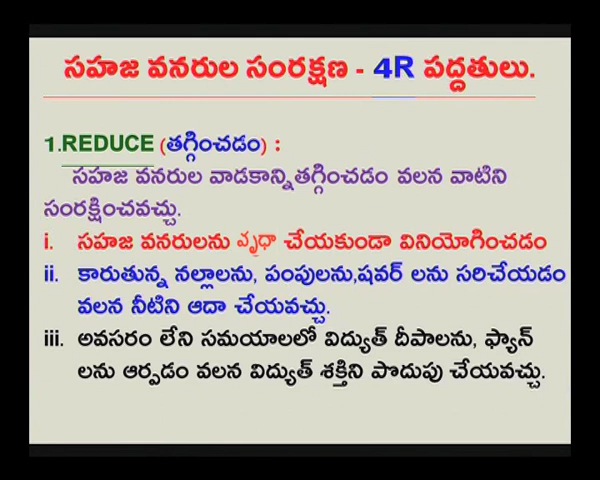 సహజ వనరుల సంరక్షణ - 4R పద్దతులు.
1.REDUCE (తగ్గించడం) :
సహజ వనరుల వాడకాన్నితగ్గించడం వలన వాటిని
సంరక్షించవచ్చు.
i. సహజ వనరులను వృధా చేయకుండా వినియోగించడం
ii. కారుతున్న నల్లాలను, పంపులను,షవర్ లను సరిచేయడం
వలన నీటిని ఆదా చేయవచ్చు.
iii. అవసరం లేని సమయాలలో విద్యుత్ దీపాలను, ఫ్యాన్
లను ఆర్పడం వలన విద్యుత్ శక్తిని పొదుపు చేయవచ్చు.